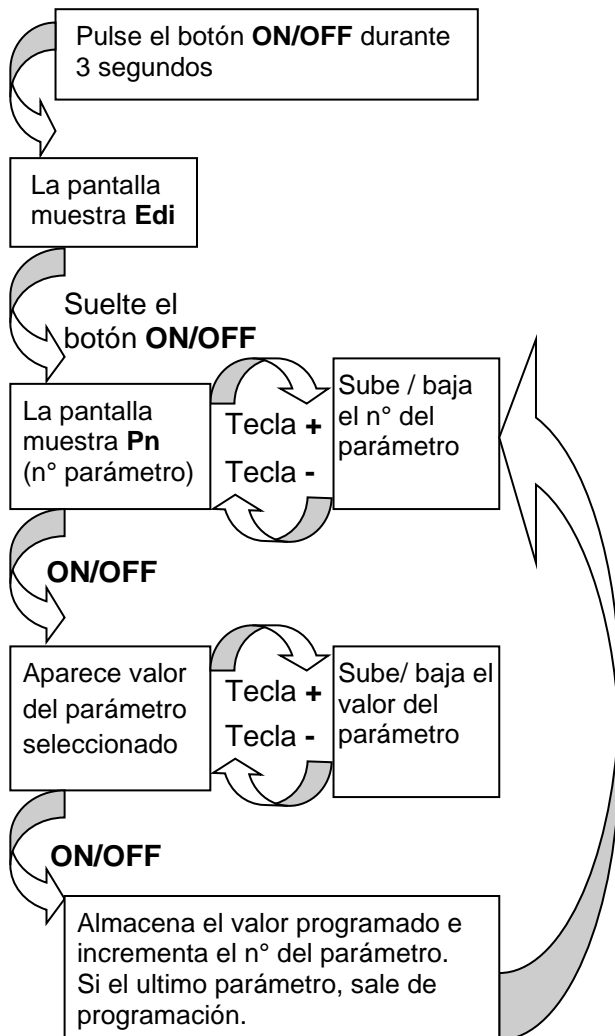 Pulse el botón ON/OFF durante
3 segundos
La pantalla
muestra Edi
Suelte el
botón ON/OFF
La pantalla
muestra Pn
(n° parámetro)
Tecla +
Tecla -
Sube / baja
el n° del
parámetro
ON/OFF
Aparece valor
del parámetro
seleccionado
Tecla +
Tecla -
Sube/ baja el
valor del
parámetro
ON/OFF
Almacena el valor programado e
incrementa el n° del parámetro.
Si el ultimo parámetro, sale de
programación.